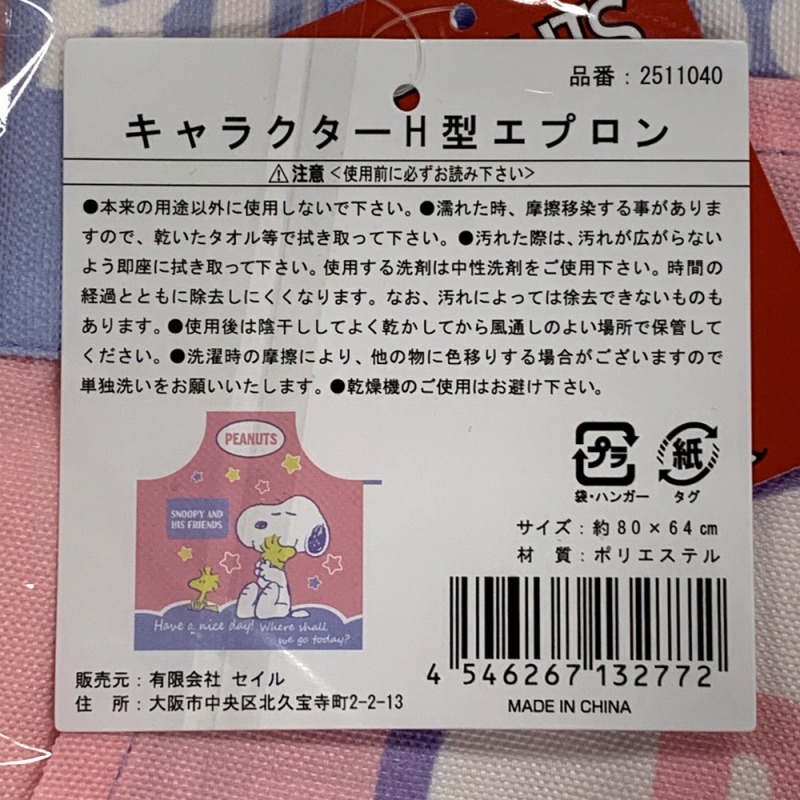 品番：2511040
キャラクターH型エプロン
⚠注意<使用前に必ずお読み下さい>
●本来の用途以外に使用しないで下さい。●濡れた時、摩擦移染する事がありま
すので、乾いたタオル等で拭き取って下さい。●汚れた際は、汚れが広がらない
よう即座に拭き取って下さい。使用する洗剤は中性洗剤をご使用下さい。時間の
経過とともに除去しにくくなります。なお、汚れによっては徐去できないものも
あります。●使用後は陰干ししてよく乾かしてから風通しのよい場所で保管して
ください。●洗濯時の摩擦により、他の物に色移りする場合がございますので
単独洗いをお願いいたします。●乾燥機のご使用はお避け下さい。
PEANUTS
SNOOPY AND
HIS FRIENDS
Have a nice day! Where shall
we go today?
プラ
袋・ハンガー
紙
タグ
サイズ：約80×64㎝
材 質：ポリエステル
4 546267 132772
MADE IN CHINA
販売元：有限会社 セイル
住 所：大阪市中央区北久宝寺町2-2-13